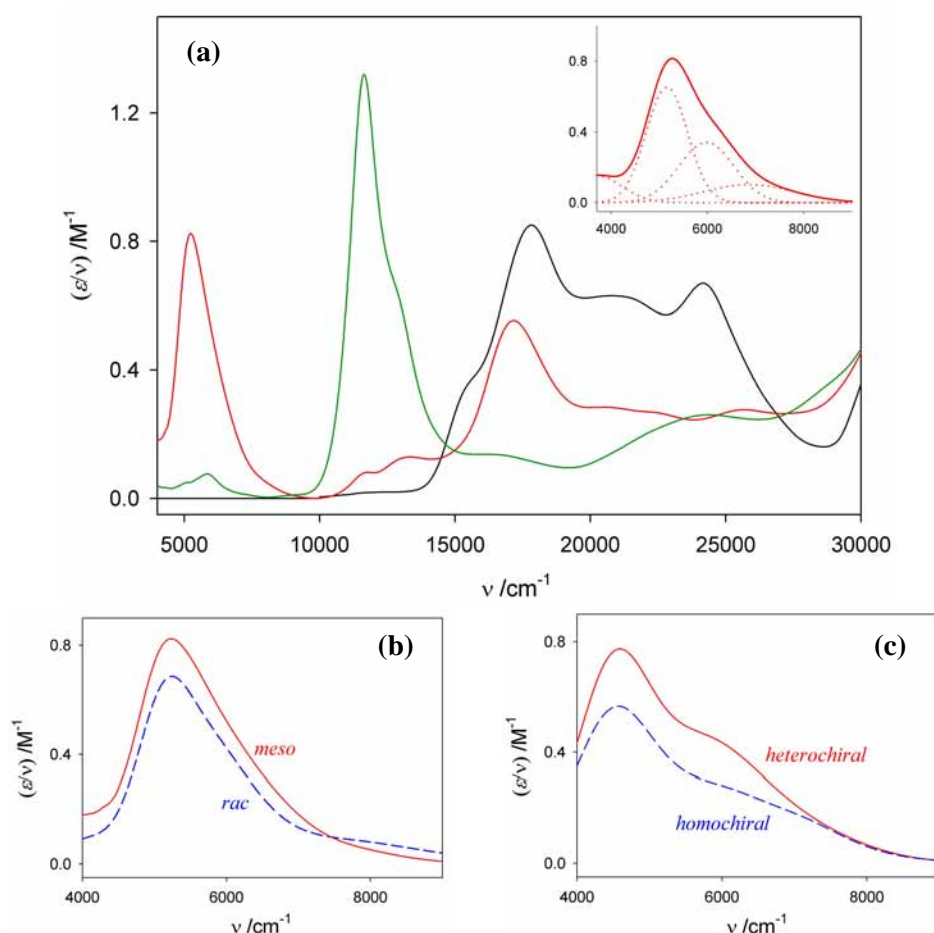 (a)
(ε/ν) /M⁻¹
1.2
0.8
0.4
0.0
5000 10000 15000 20000 25000 30000
ν /cm⁻¹
0.8
0.4
0.0
4000 6000 8000
(b)
(ε/ν) /M⁻¹
0.8
0.4
0.0
meso
rac
4000 6000 8000
ν /cm⁻¹
(c)
(ε/ν) /M⁻¹
0.8
0.4
0.0
heterochiral
homochiral
4000 6000 8000
ν /cm⁻¹